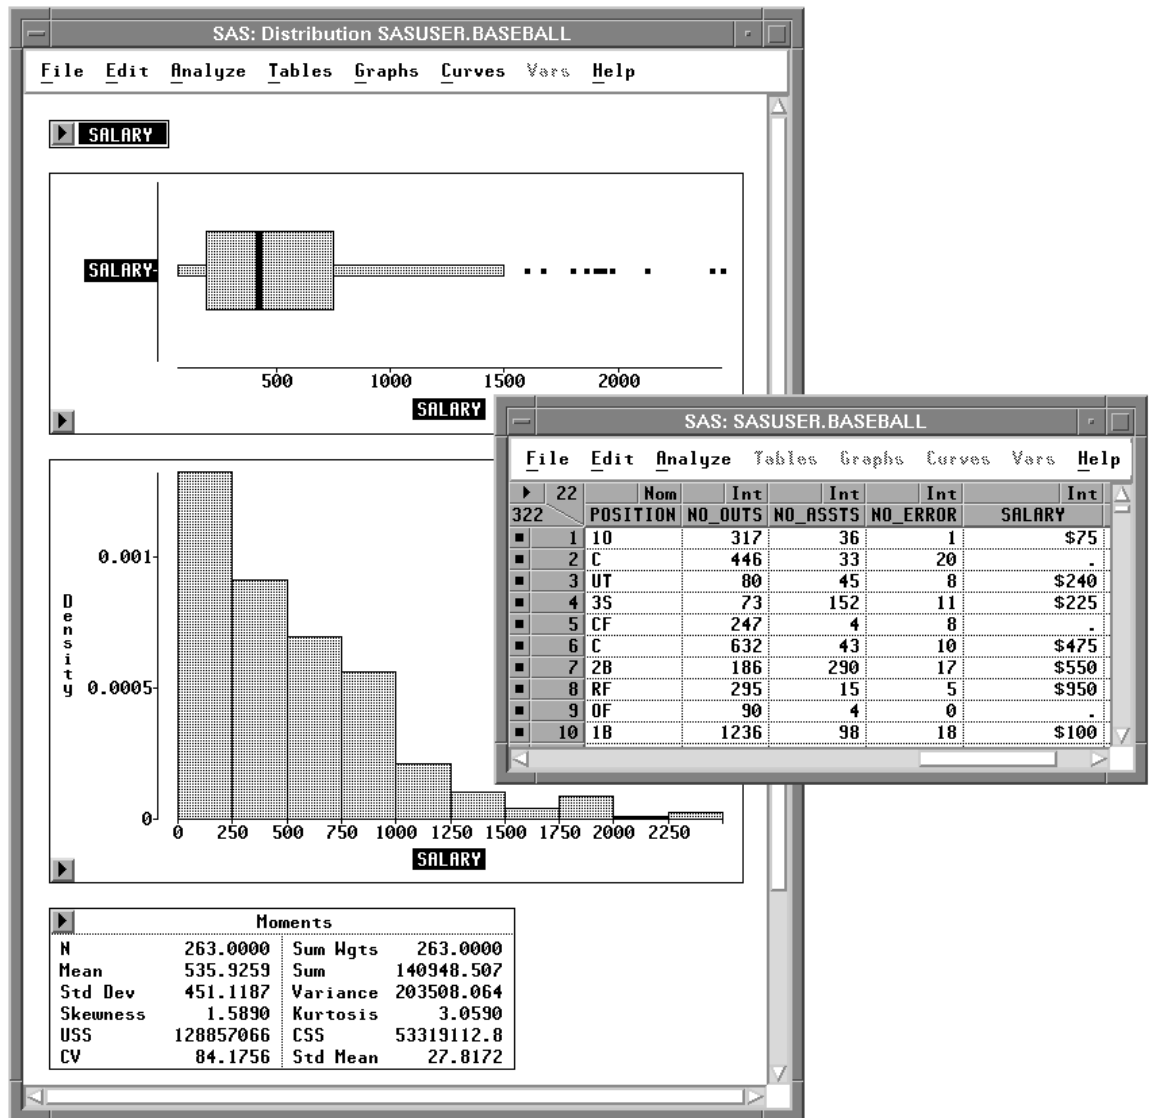 SAS: Distribution SASUSER.BASEBALL
File Edit Analyze Tables Graphs Curves Vars Help
SALARY
SALARY
500 1000 1500 2000
SALARY
Density
0.001
0.0005
0
0 250 500 750 1000 1250 1500 1750 2000 2250
SALARY
Moments
N 263.0000 Sum Wgts 263.0000
Mean 535.9259 Sum 140948.507
Std Dev 451.1187 Variance 203508.064
Skewness 1.5890 Kurtosis 3.0590
USS 128857066 CSS 53319112.8
CV 84.1756 Std Mean 27.8172
SAS: SASUSER.BASEBALL
File Edit Analyze Tables Graphs Curves Vars Help
22 Nom Int Int Int Int
322 POSITION NO_OUTS NO_ASSTS NO_ERROR SALARY
1 1O 317 36 1 $75
2 C 446 33 20 .
3 UT 80 45 8 $240
4 3S 73 152 11 $225
5 CF 247 4 8 .
6 C 632 43 10 $475
7 2B 186 290 17 $550
8 RF 295 15 5 $950
9 OF 90 4 0 .
10 1B 1236 98 18 $100